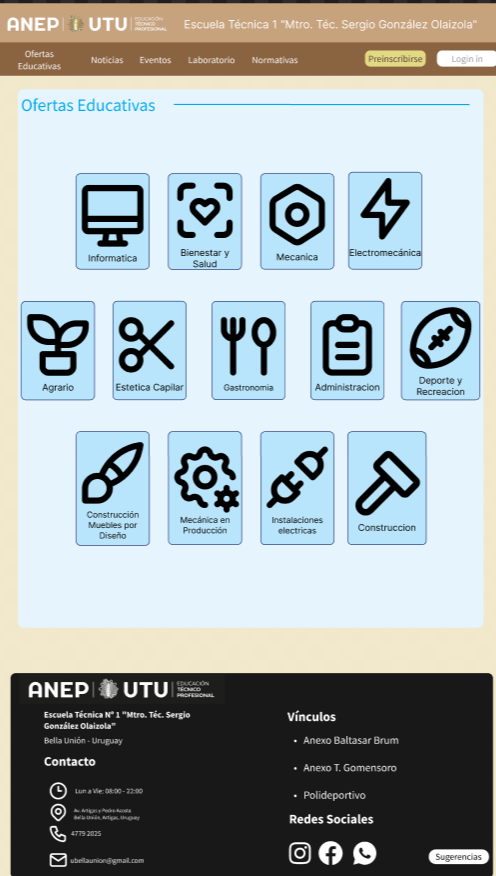 ANEP UTU EDUCACIÓN TÉCNICO PROFESIONAL Escuela Técnica 1 "Mtro. Téc. Sergio González Olaizola"
Ofertas
Educativas
Noticias
Eventos
Laboratorio
Normativas
Preinscribirse
Login in
Ofertas Educativas
Informatica
Bienestar y
Salud
Mecanica
Electromecánica
Agrario
Estetica Capilar
Gastronomia
Administracion
Deporte y
Recreacion
Construcción
Muebles por
Diseño
Mecánica en
Producción
Instalaciones
electricas
Construccion
ANEP UTU EDUCACIÓN TÉCNICO PROFESIONAL
Escuela Técnica Nº 1 "Mtro. Téc. Sergio
González Olaizola"
Bella Unión - Uruguay
Contacto
Lun a Vie: 08:00 - 22:00
Av. Artigas y Pedro Acosta
Bella Unión, Artigas, Uruguay
4779 2025
ubellaunion@gmail.com
Vínculos
• Anexo Baltasar Brum
• Anexo T. Gomensoro
• Polideportivo
Redes Sociales
Sugerencias